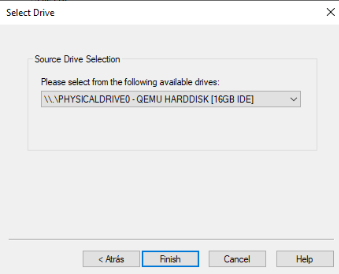 Select Drive
Source Drive Selection
Please select from the following available drives:
\\.\PHYSICALDRIVE0 - QEMU HARDDISK [16GB IDE]
< Atrás
Finish
Cancel
Help